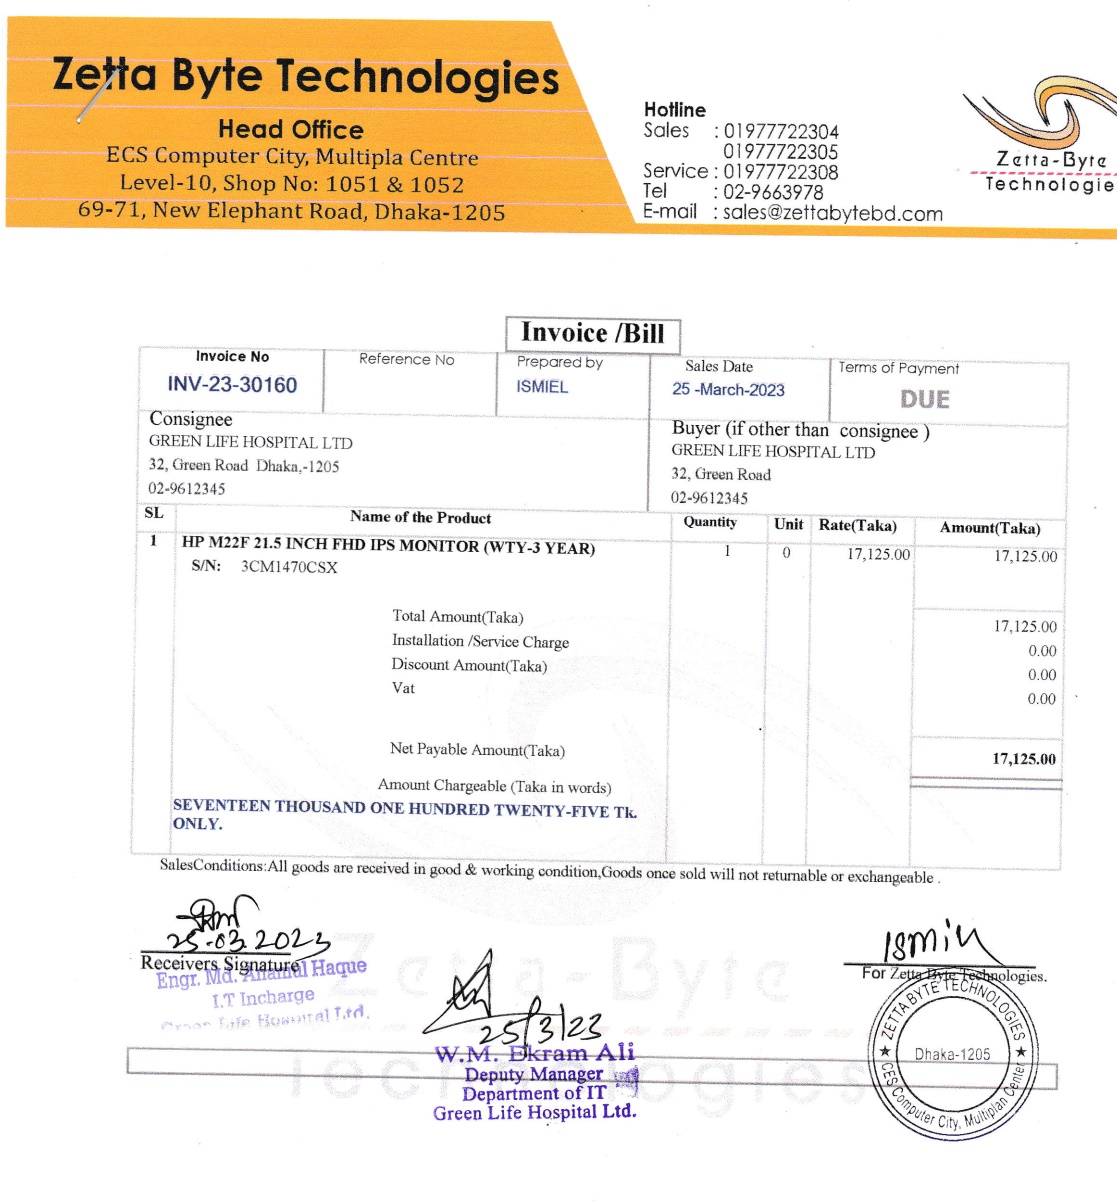 Zetta Byte Technologies
Head Office
ECS Computer City, Multipla Centre
Level-10, Shop No: 1051 & 1052
69-71, New Elephant Road, Dhaka-1205
Hotline
Sales : 01977722304
01977722305
Service : 01977722308
Tel : 02-9663978
E-mail : sales@zettabytebd.com
Zetta-Byte
Technologie
Invoice /Bill
Invoice No Reference No Prepared by Sales Date Terms of Payment
INV-23-30160 ISMIEL 25 -March-2023 DUE
Consignee
GREEN LIFE HOSPITAL LTD
32, Green Road Dhaka,-1205
02-9612345
Buyer (if other than consignee )
GREEN LIFE HOSPITAL LTD
32, Green Road
02-9612345
SL Name of the Product Quantity Unit Rate(Taka) Amount(Taka)
1 HP M22F 21.5 INCH FHD IPS MONITOR (WTY-3 YEAR) 1 0 17,125.00 17,125.00
S/N: 3CM1470CSX
Total Amount(Taka) 17,125.00
Installation /Service Charge 0.00
Discount Amount(Taka) 0.00
Vat 0.00
Net Payable Amount(Taka) 17,125.00
Amount Chargeable (Taka in words)
SEVENTEEN THOUSAND ONE HUNDRED TWENTY-FIVE Tk.
ONLY.
SalesConditions:All goods are received in good & working condition,Goods once sold will not returnable or exchangeable .
25-03.2023
Receivers Signature
Engr. Md. Anamul Haque
I.T Incharge
Green Life Hospital Ltd.
25/3/23
W.M. Ekram Ali
Deputy Manager
Department of IT
Green Life Hospital Ltd.
For Zetta Byte Technologies.
ZETTA BYTE TECHNOLOGIES
Dhaka-1205
CES Computer City, Multiplan Center
Zetta-Byte
Technologies